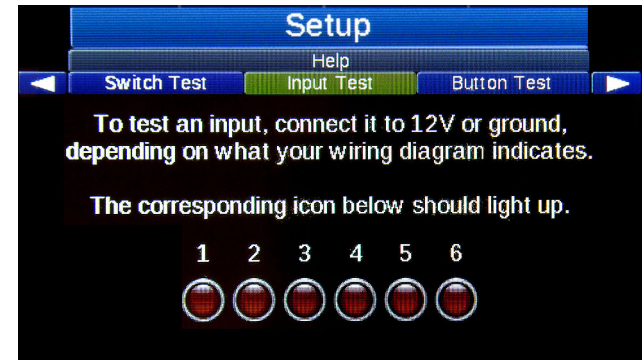 Setup
Help
Switch Test Input Test Button Test
To test an input, connect it to 12V or ground,
depending on what your wiring diagram indicates.
The corresponding icon below should light up.
1 2 3 4 5 6